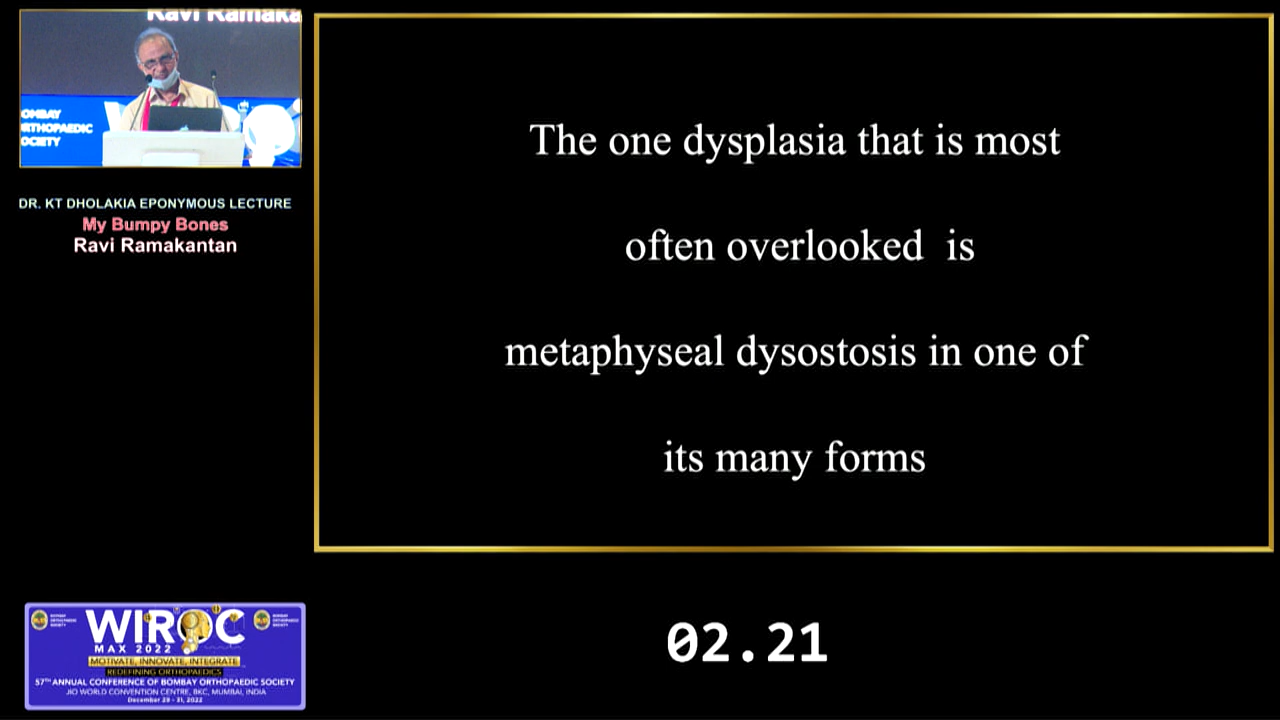 Ravi Ramaka
OMBAY
RTHOPAEDIC
OCIETY
DR. KT DHOLAKIA EPONYMOUS LECTURE
My Bumpy Bones
Ravi Ramakantan
The one dysplasia that is most
often overlooked is
metaphyseal dysostosis in one of
its many forms
02.21
WIROC
MAX 2022
MOTIVATE, INNOVATE, INTEGRATE
REDEFINING ORTHOPAEDICS
57TH ANNUAL CONFERENCE OF BOMBAY ORTHOPAEDIC SOCIETY
JIO WORLD CONVENTION CENTRE, BKC, MUMBAI, INDIA
December 29 - 31, 2022